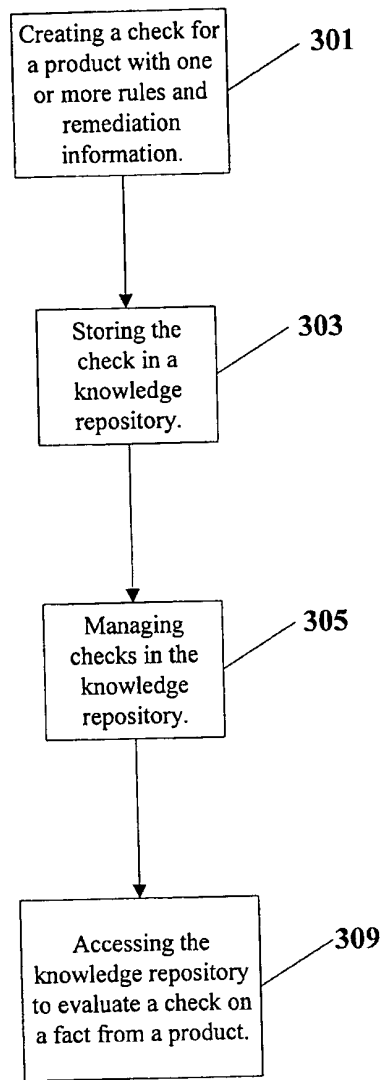 Creating a check for
a product with one
or more rules and
remediation
information.
301
Storing the
check in a
knowledge
repository.
303
Managing
checks in the
knowledge
repository.
305
Accessing the
knowledge repository
to evaluate a check on
a fact from a product.
309